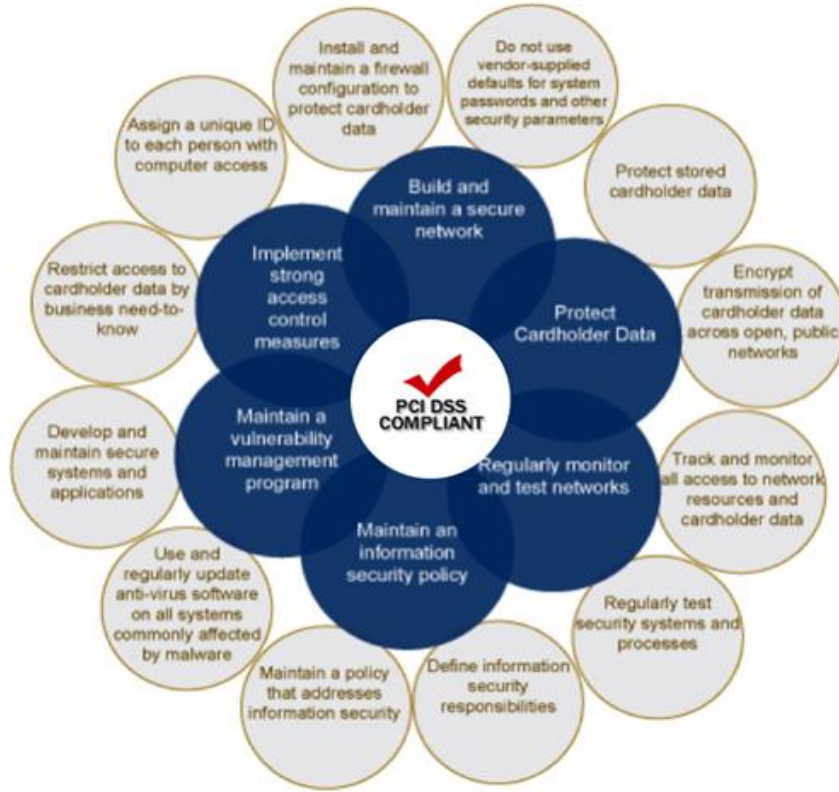 Install and
maintain a firewall
configuration to
protect cardholder
data
Do not use
vendor-supplied
defaults for system
passwords and other
security parameters
Protect stored
cardholder data
Encrypt
transmission of
cardholder data
across open, public
networks
Track and monitor
all access to network
resources and
cardholder data
Regularly test
security systems and
processes
Define information
security
responsibilities
Maintain a policy
that addresses
information security
Use and
regularly update
anti-virus software
on all systems
commonly affected
by malware
Develop and
maintain secure
systems and
applications
Restrict access to
cardholder data by
business need-to-
know
Assign a unique ID
to each person with
computer access
Build and
maintain a secure
network
Protect
Cardholder Data
Regularly monitor
and test networks
Maintain an
information
security policy
Maintain a
vulnerability
management
program
Implement
strong
access
control
measures
PCI DSS
COMPLIANT